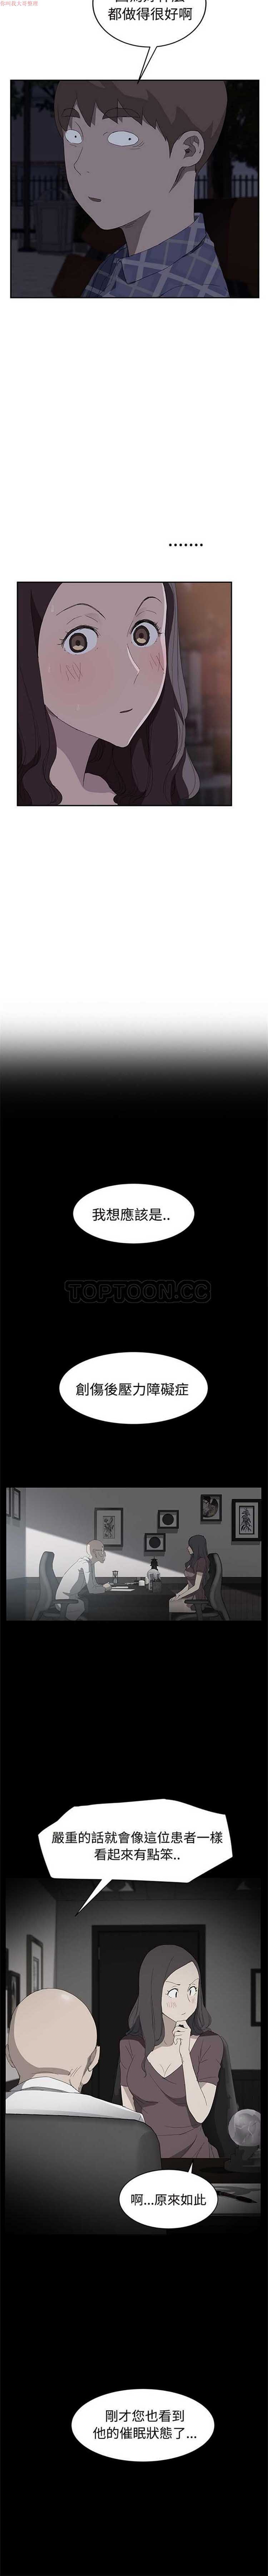 都做得很好啊
.......
我想應該是..
TOPTOON.CC
創傷後壓力障礙症
嚴重的話就會像這位患者一樣
看起來有點笨..
啊...原來如此
剛才您也看到
他的催眠狀態了...